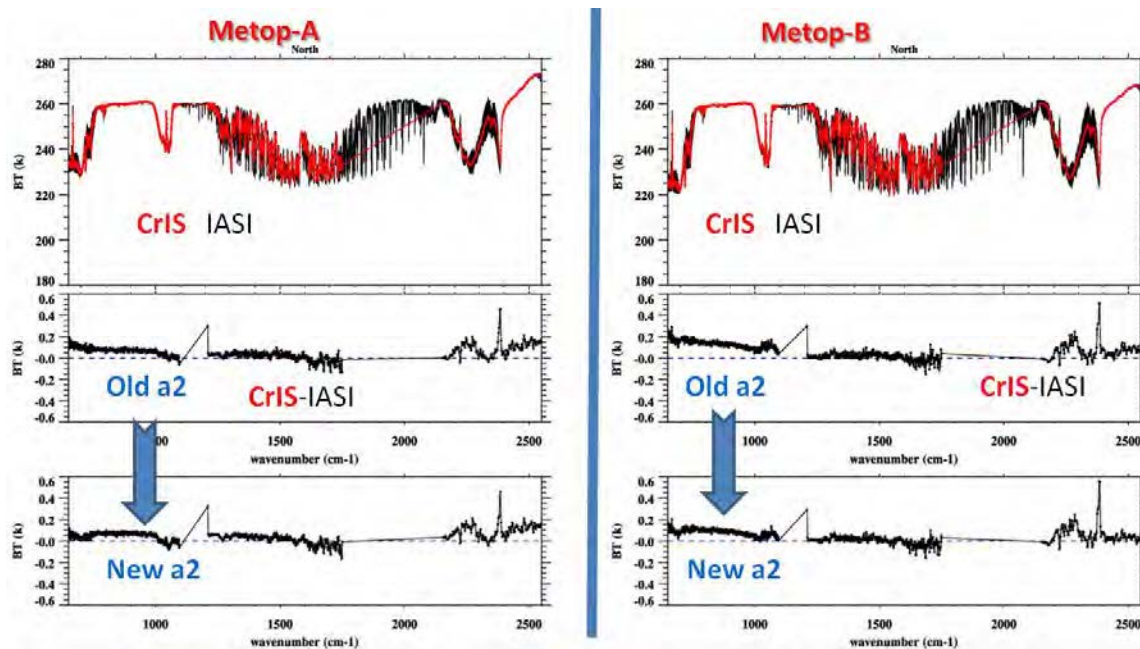 Metop-A
North
280
260
240
220
200
180
BT (k)
CrIS IASI
0.6
0.4
0.2
-0.0
-0.2
-0.4
-0.6
BT (k)
Old a2
CrIS-IASI
1000
1500
2000
2500
wavenumber (cm-1)
0.6
0.4
0.2
-0.0
-0.2
-0.4
-0.6
BT (k)
New a2
1000
1500
2000
2500
wavenumber (cm-1)
Metop-B
North
280
260
240
220
200
180
BT (k)
CrIS IASI
0.6
0.4
0.2
-0.0
-0.2
-0.4
-0.6
BT (k)
Old a2
CrIS-IASI
1000
1500
2000
2500
wavenumber (cm-1)
0.6
0.4
0.2
-0.0
-0.2
-0.4
-0.6
BT (k)
New a2
1000
1500
2000
2500
wavenumber (cm-1)